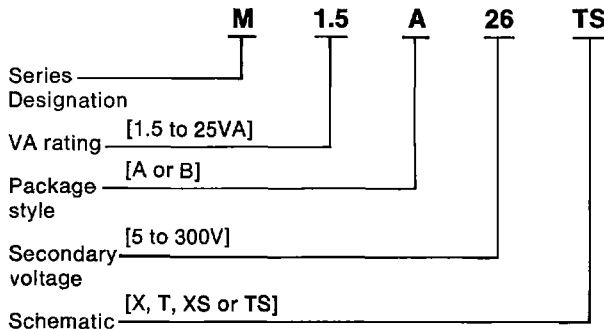 M 1.5 A 26 TS
Series
Designation
[1.5 to 25VA]
VA rating
[A or B]
Package
style
[5 to 300V]
Secondary
voltage
[X, T, XS or TS]
Schematic